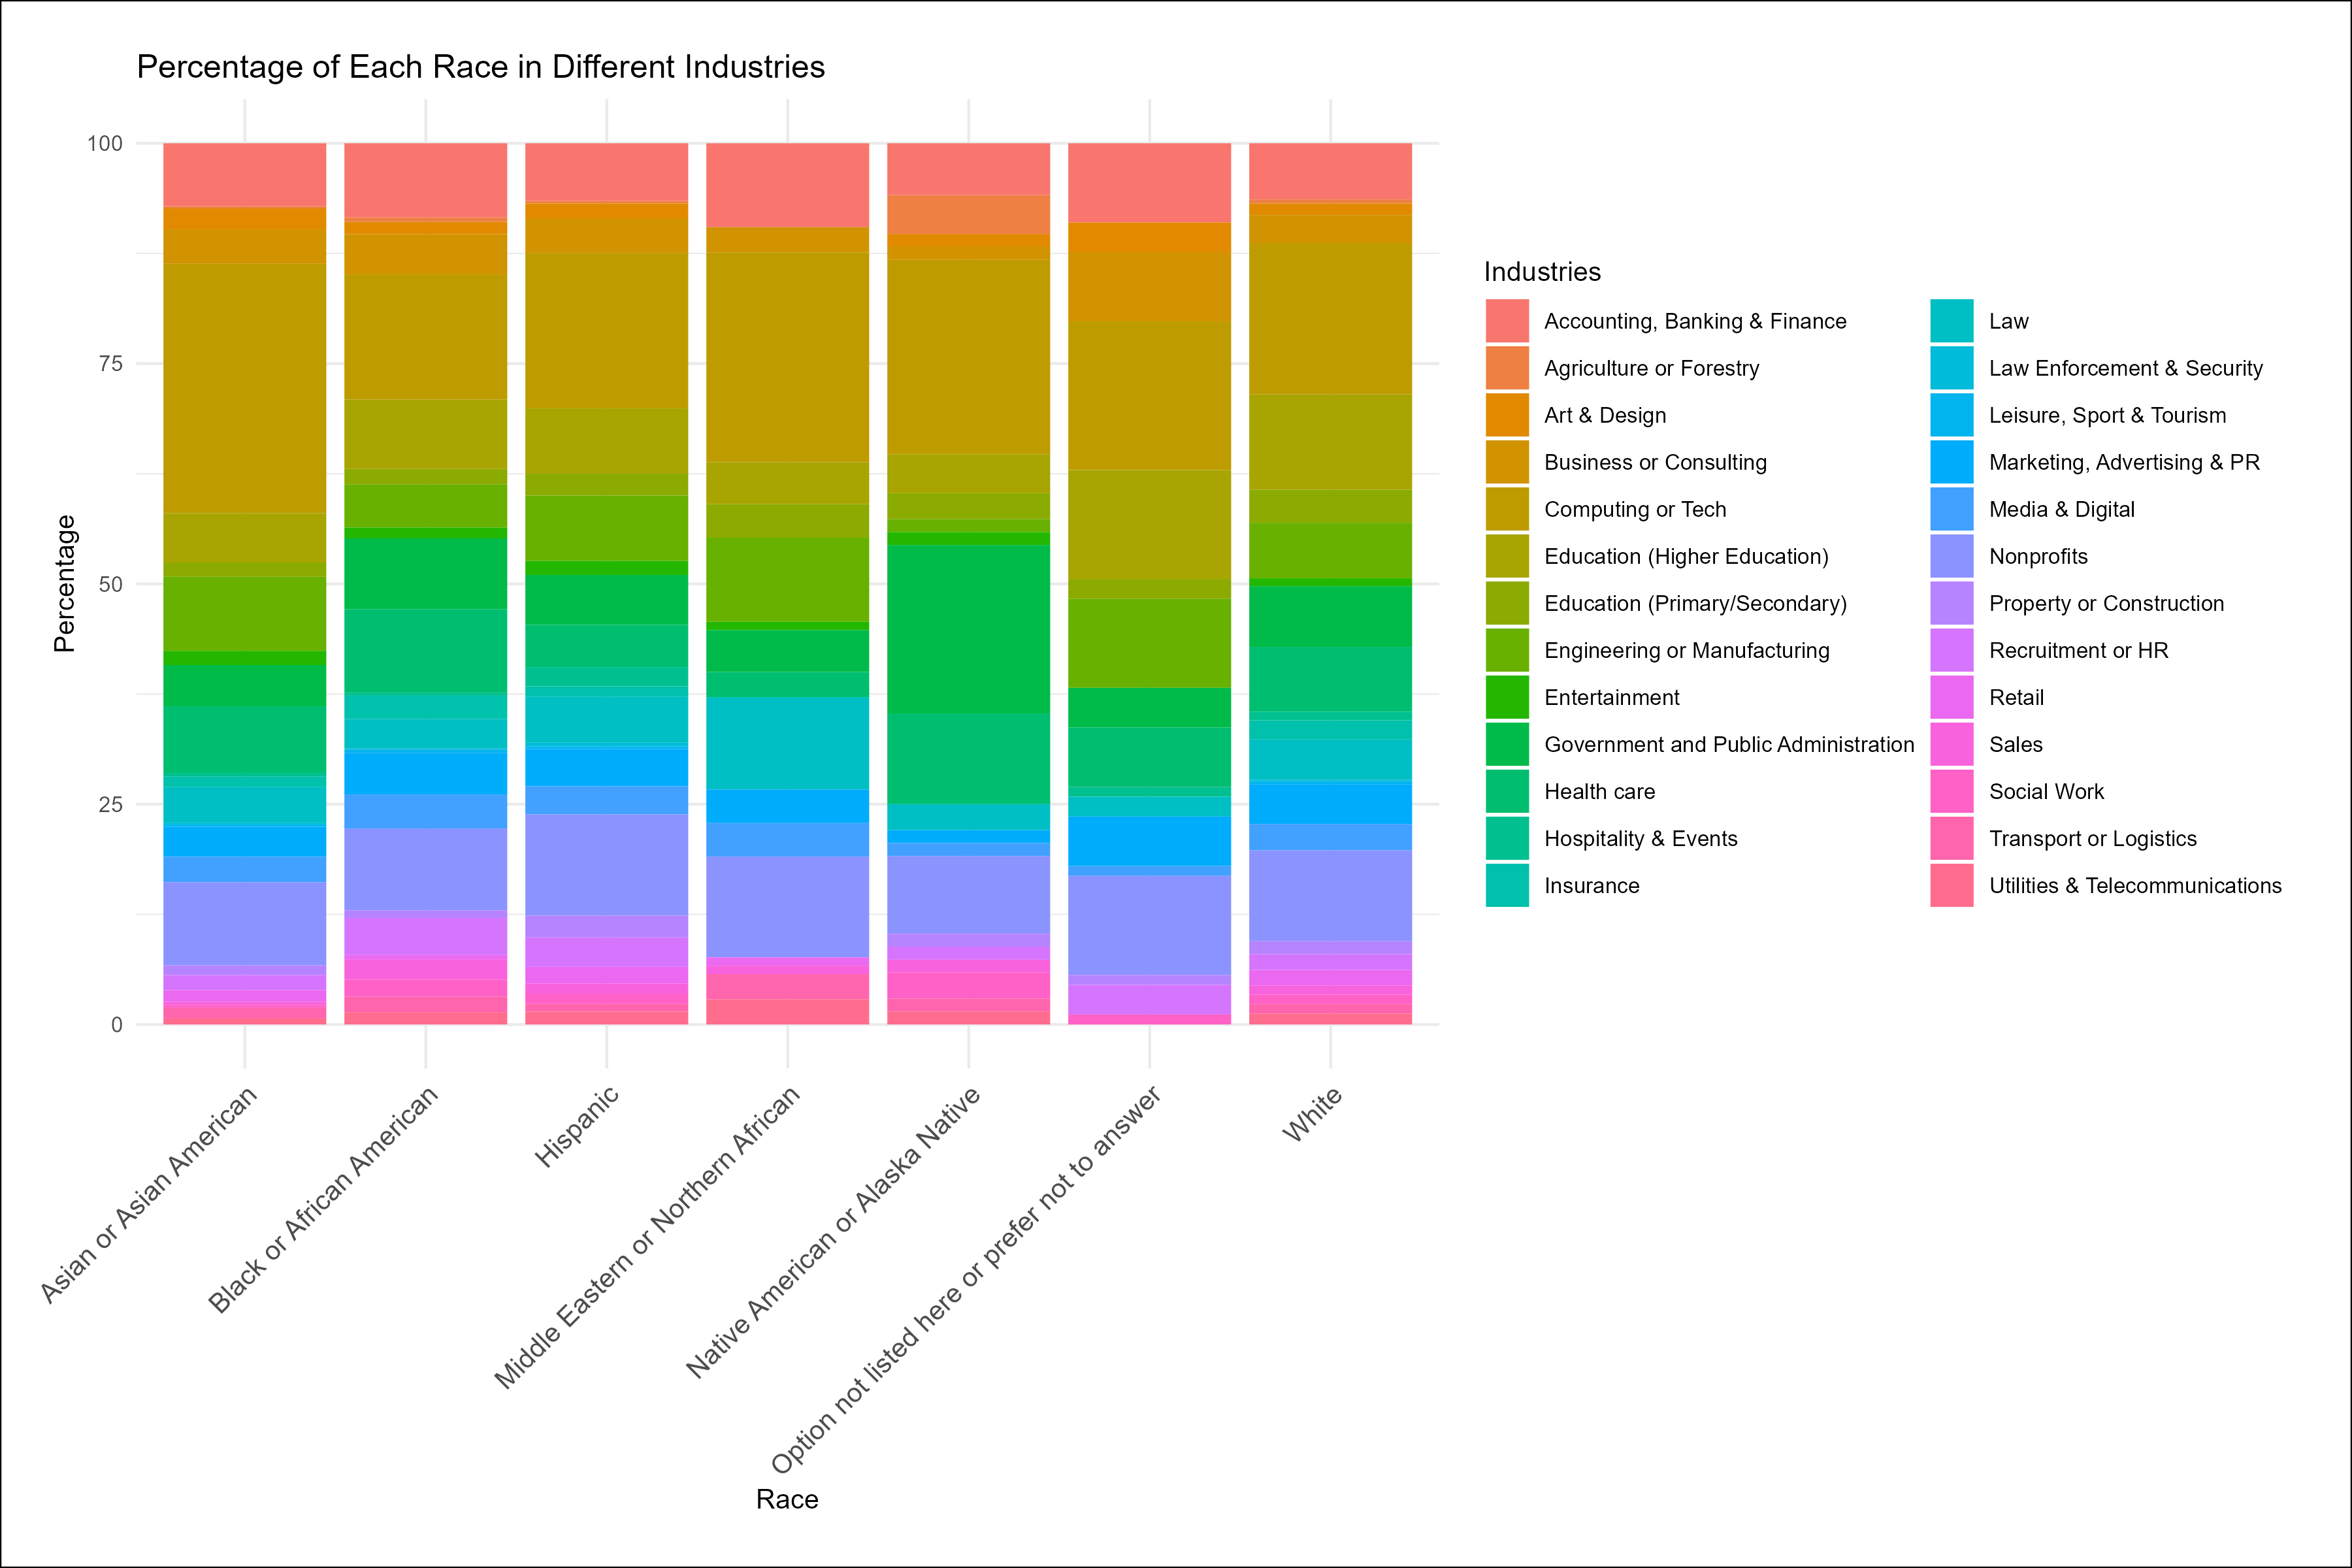 Percentage of Each Race in Different Industries
Percentage
100
75
50
25
0
Asian or Asian American
Black or African American
Hispanic
Middle Eastern or Northern African
Native American or Alaska Native
Option not listed here or prefer not to answer
White
Race
Industries
Accounting, Banking & Finance
Agriculture or Forestry
Art & Design
Business or Consulting
Computing or Tech
Education (Higher Education)
Education (Primary/Secondary)
Engineering or Manufacturing
Entertainment
Government and Public Administration
Health care
Hospitality & Events
Insurance
Law
Law Enforcement & Security
Leisure, Sport & Tourism
Marketing, Advertising & PR
Media & Digital
Nonprofits
Property or Construction
Recruitment or HR
Retail
Sales
Social Work
Transport or Logistics
Utilities & Telecommunications